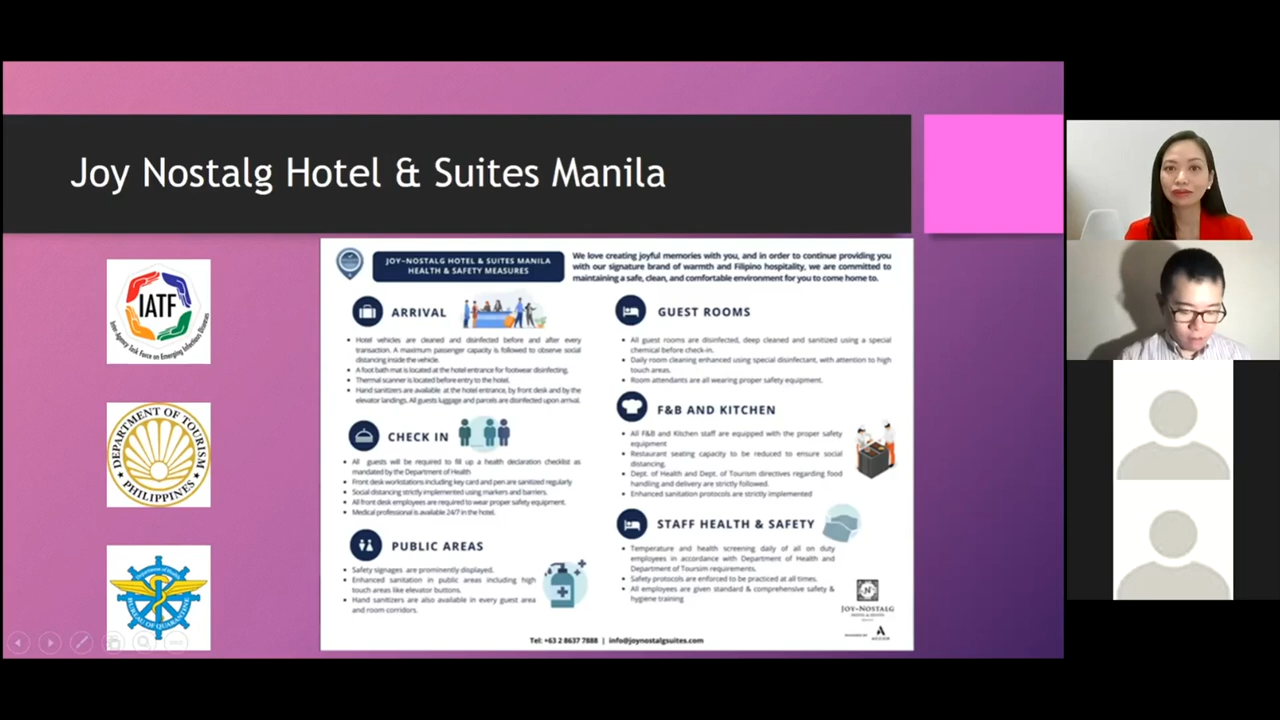 Joy Nostalg Hotel & Suites Manila
IATF
Inter-Agency Task Force on Emerging Infectious Diseases
DEPARTMENT OF TOURISM
PHILIPPINES
BUREAU OF QUARANTINE
JOY~NOSTALG HOTEL & SUITES MANILA
HEALTH & SAFETY MEASURES
We love creating joyful memories with you, and in order to continue providing you
with our signature brand of warmth and Filipino hospitality, we are committed to
maintaining a safe, clean, and comfortable environment for you to come home to.
ARRIVAL
• Hotel vehicles are cleaned and disinfected before and after every
transaction. A maximum passenger capacity is followed to observe social
distancing inside the vehicle.
• A foot bath mat is located at the hotel entrance for footwear disinfecting.
• Thermal scanner is located before entry to the hotel.
• Hand sanitizers are available at the hotel entrance, by front desk and by the
elevator landings. All guests luggage and parcels are disinfected upon arrival.
CHECK IN
• All guests will be required to fill up a health declaration checklist as
mandated by the Department of Health
• Front desk workstations including key card and pen are sanitized regularly
• Social distancing strictly implemented using markers and barriers.
• All front desk employees are required to wear proper safety equipment.
• Medical professional is available 24/7 in the hotel.
PUBLIC AREAS
• Safety signages are prominently displayed.
• Enhanced sanitation in public areas including high
touch areas like elevator buttons.
• Hand sanitizers are also available in every guest area
and room corridors.
GUEST ROOMS
• All guest rooms are disinfected, deep cleaned and sanitized using a special
chemical before check-in.
• Daily room cleaning enhanced using special disinfectant, with attention to high
touch areas.
• Room attendants are all wearing proper safety equipment.
F&B AND KITCHEN
• All F&B and Kitchen staff are equipped with the proper safety
equipment
• Restaurant seating capacity to be reduced to ensure social
distancing.
• Dept. of Health and Dept. of Tourism directives regarding food
handling and delivery are strictly followed.
• Enhanced sanitation protocols are strictly implemented
STAFF HEALTH & SAFETY
• Temperature and health screening daily of all on duty
employees in accordance with Department of Health and
Department of Toursim requirements.
• Safety protocols are enforced to be practiced at all times.
• All employees are given standard & comprehensive safety &
hygiene training
JOY~NOSTALG
HOTEL & SUITES
MANILA
MANAGED BY
ACCOR
Tel: +63 2 8637 7888 | info@joynostalgsuites.com